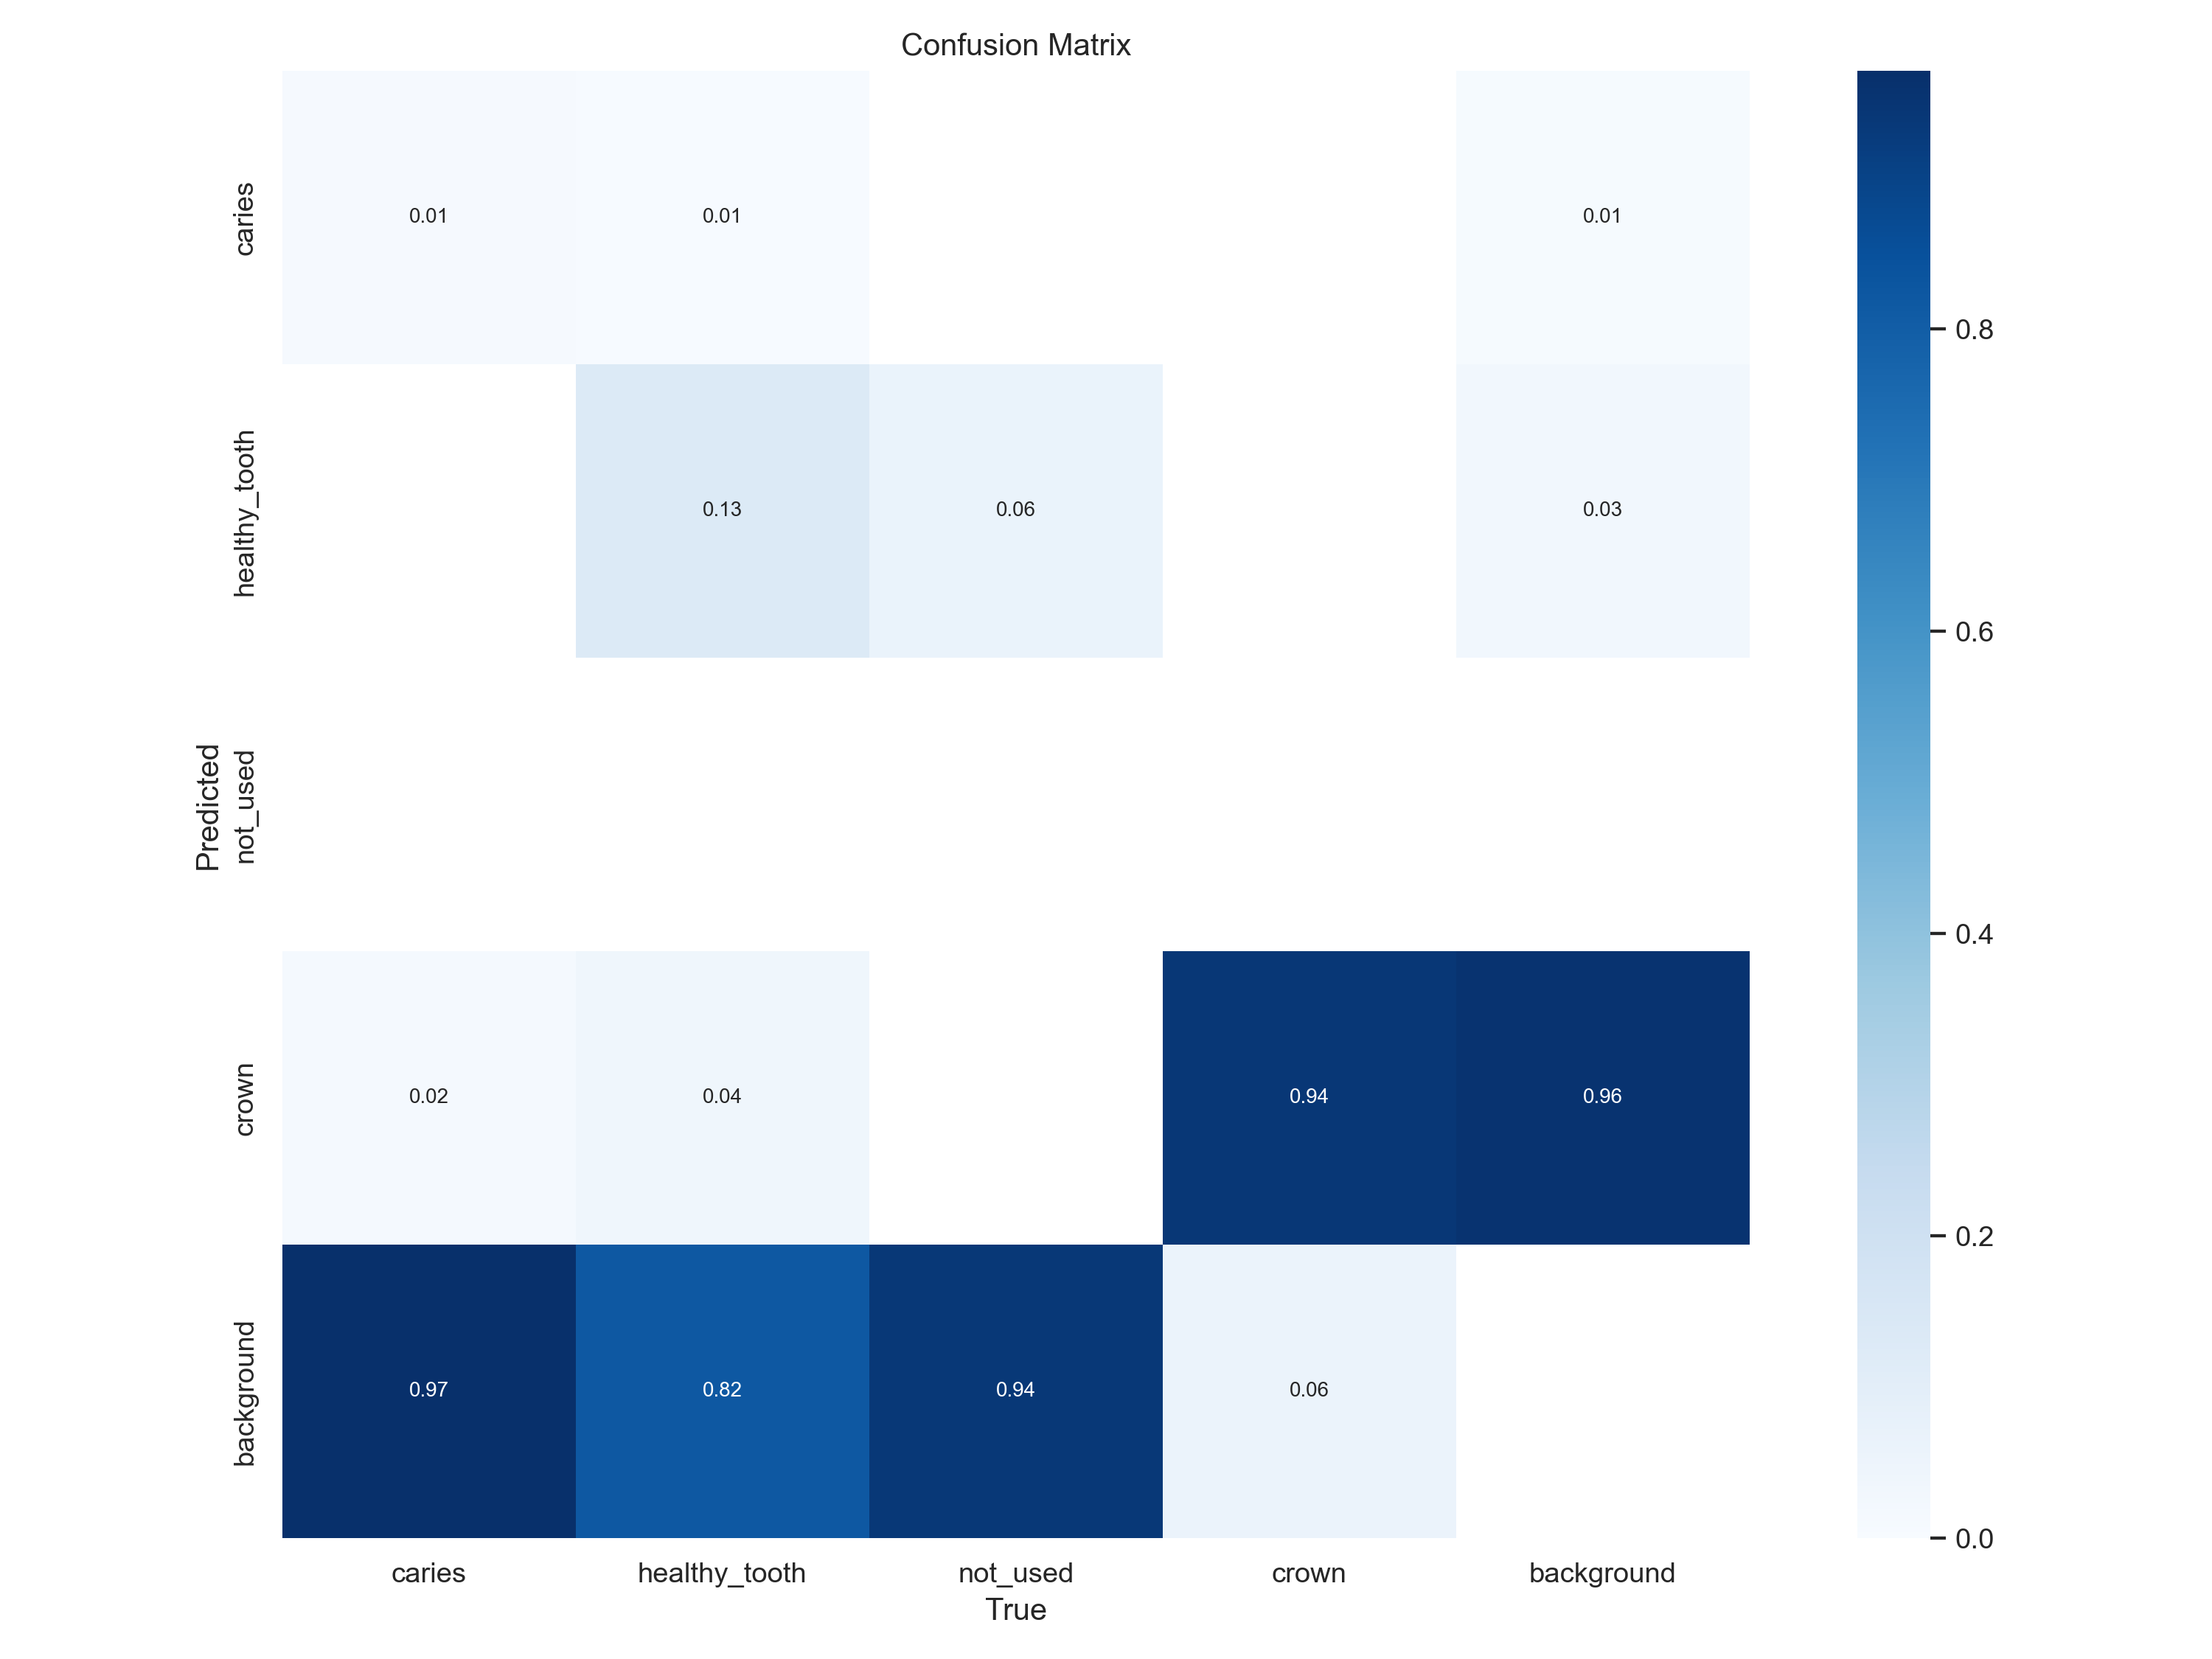 Confusion Matrix
caries
0.01
0.01
0.01
healthy_tooth
0.13
0.06
0.03
Predicted
not_used
crown
0.02
0.04
0.94
0.96
background
0.97
0.82
0.94
0.06
caries
healthy_tooth
not_used
crown
background
True
0.8
0.6
0.4
0.2
0.0